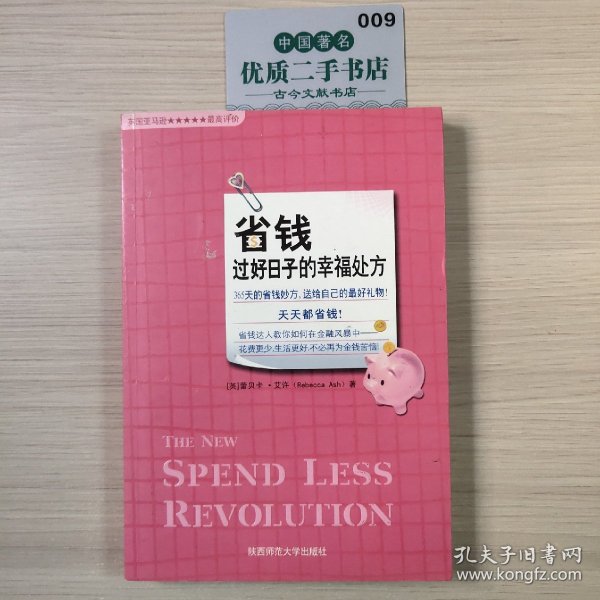 009
中国著名
优质二手书店
古今文献书店
英国亚马逊★★★★★最高评价
省钱
过好日子的幸福处方
365天的省钱妙方，送给自己的最好礼物！
天天都省钱！
省钱达人教你如何在金融风暴中——
花费更少，生活更好，不必再为金钱苦恼！
[英]蕾贝卡·艾许（Rebecca Ash）著
THE NEW
SPEND LESS
REVOLUTION
陕西师范大学出版社
孔夫子旧书网
www.kongfz.com